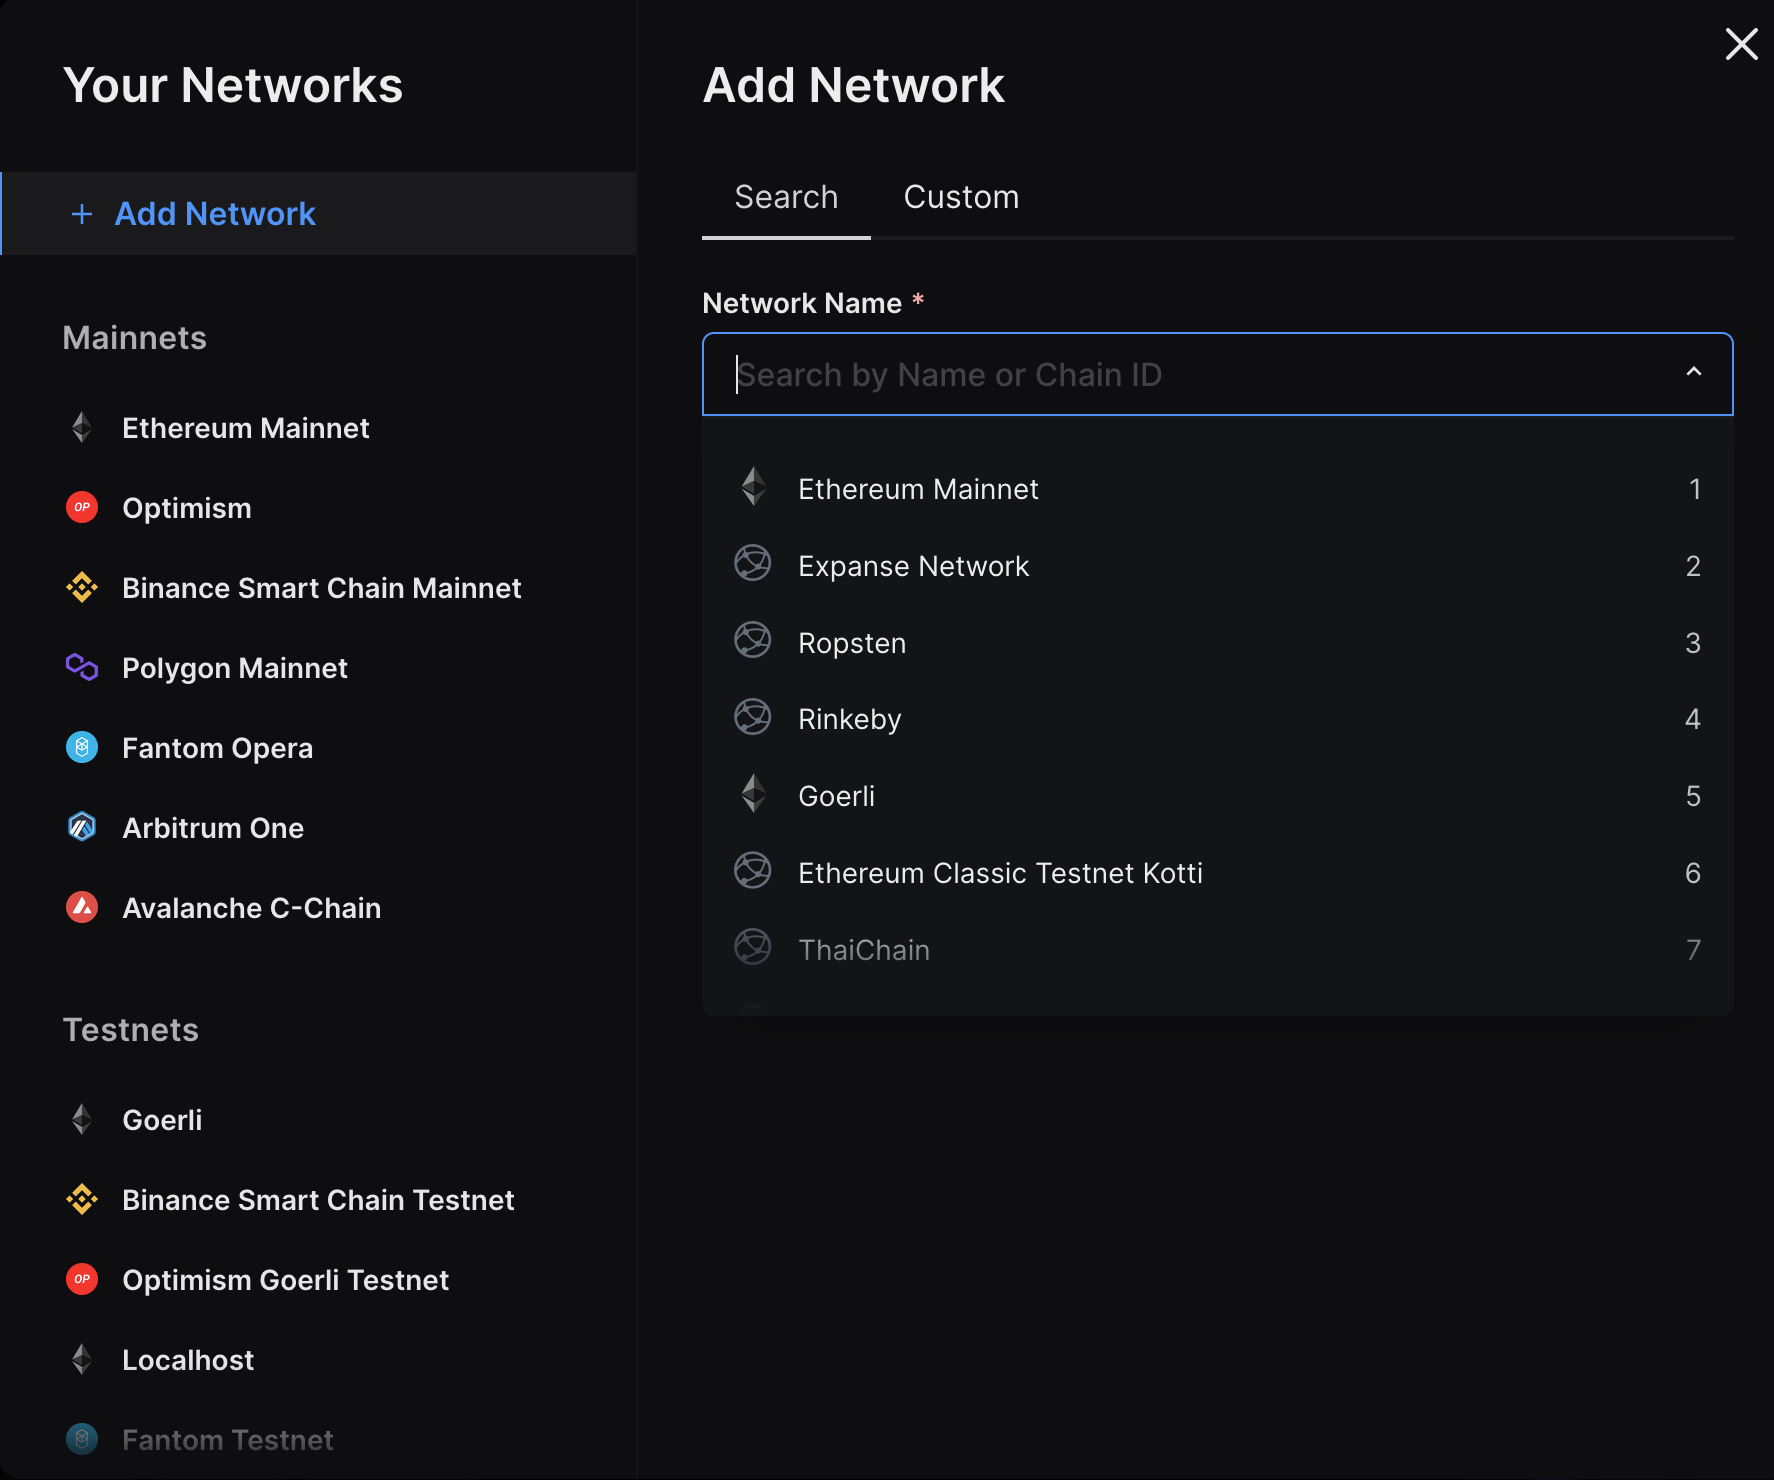 Your Networks
+ Add Network
Mainnets
Ethereum Mainnet
OP Optimism
Binance Smart Chain Mainnet
Polygon Mainnet
Fantom Opera
Arbitrum One
Avalanche C-Chain
Testnets
Goerli
Binance Smart Chain Testnet
OP Optimism Goerli Testnet
Localhost
Fantom Testnet
Add Network
Search Custom
Network Name *
Search by Name or Chain ID
Ethereum Mainnet 1
Expanse Network 2
Ropsten 3
Rinkeby 4
Goerli 5
Ethereum Classic Testnet Kotti 6
ThaiChain 7